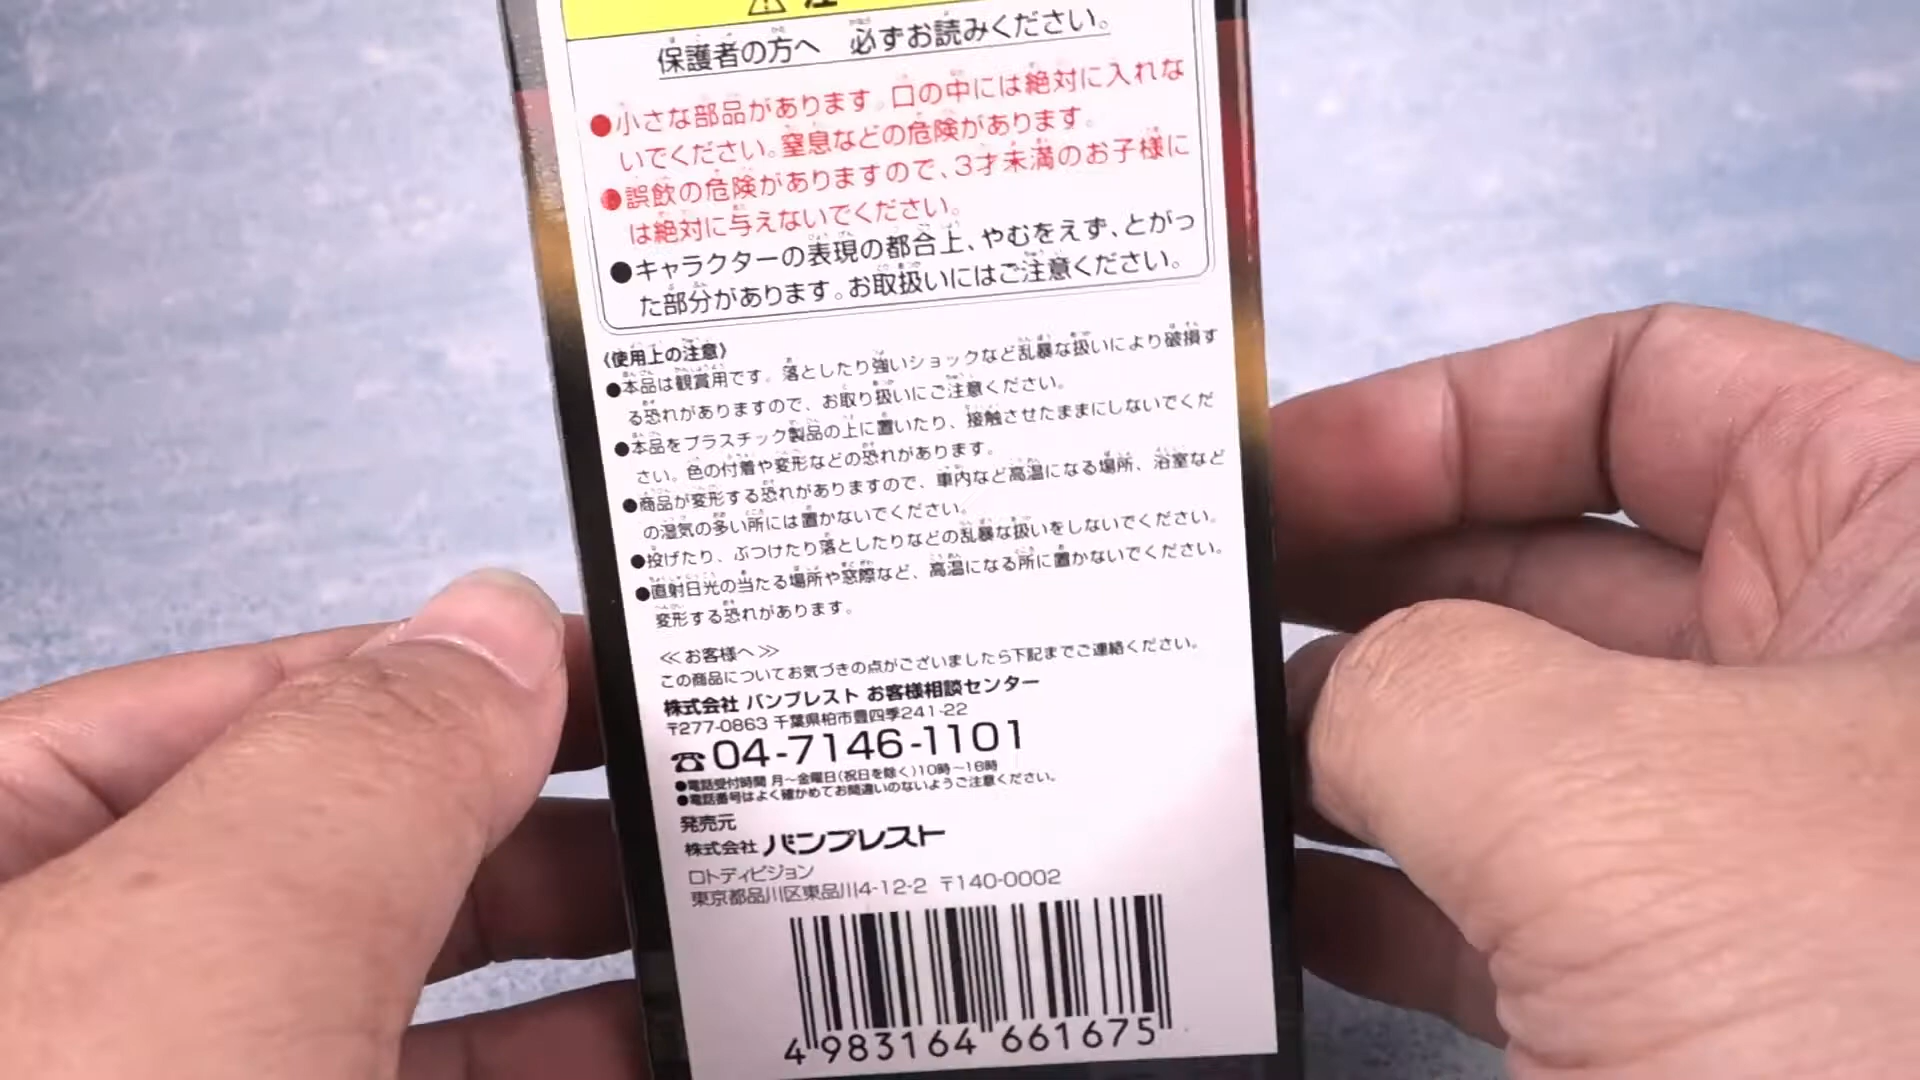 保護者の方へ 必ずお読みください。
●小さな部品があります。口の中には絶対に入れな
いでください。窒息などの危険があります。
●誤飲の危険がありますので、3才未満のお子様に
は絶対に与えないでください。
●キャラクターの表現の都合上、やむをえず、とがっ
た部分があります。お取扱いにはご注意ください。
〈使用上の注意〉
●本品は観賞用です。落としたり強いショックなど乱暴な扱いにより破損す
る恐れがありますので、お取り扱いにご注意ください。
●本品をプラスチック製品の上に置いたり、接触させたままにしないでくだ
さい。色の付着や変形などの恐れがあります。
●商品が変形する恐れがありますので、車内など高温になる場所、浴室など
の湿気の多い所には置かないでください。
●投げたり、ぶつけたり落としたりなどの乱暴な扱いをしないでください。
●直射日光の当たる場所や窓際など、高温になる所に置かないでください。
変形する恐れがあります。
≪お客様へ≫
この商品についてお気づきの点がございましたら下記までご連絡ください。
株式会社 バンプレスト お客様相談センター
〒277-0863 千葉県柏市豊四季241-22
☎04-7146-1101
●電話受付時間 月～金曜日(祝日を除く)10時～16時
●電話番号はよく確かめてお間違いのないようご注意ください。
発売元
株式会社 バンプレスト
ロトディビジョン
東京都品川区東品川4-12-2 〒140-0002
4 983164 661675